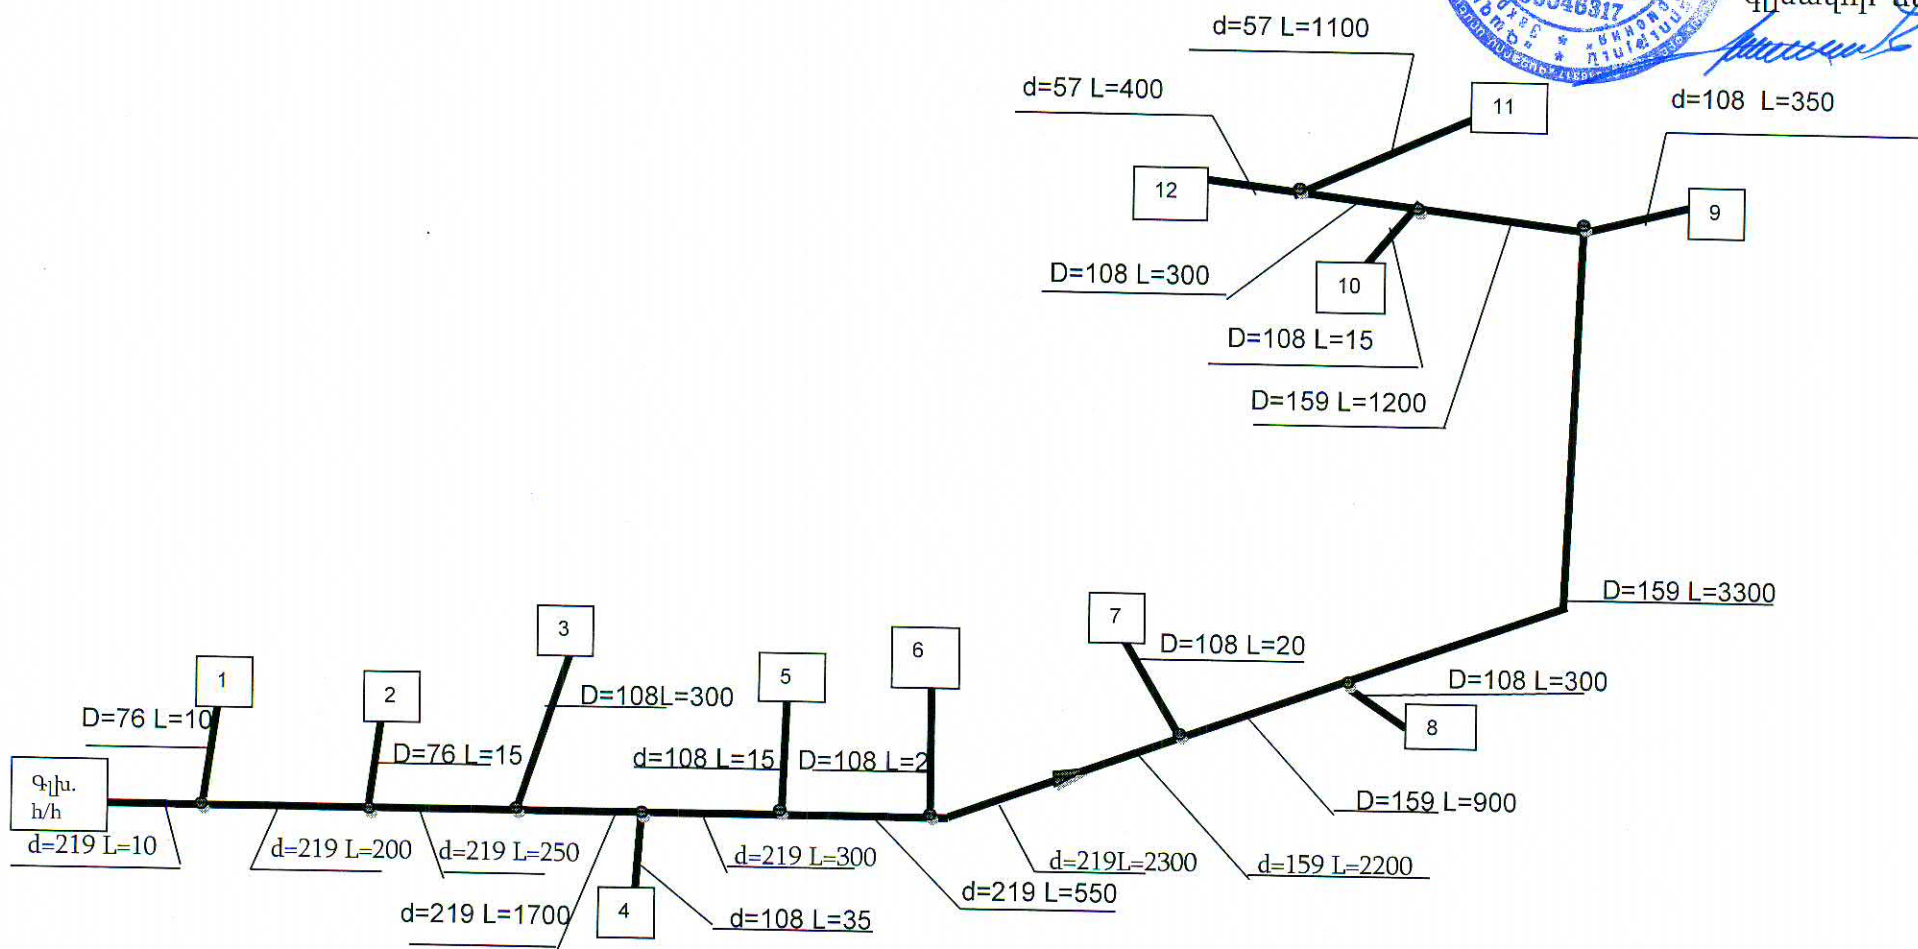 d=57 L=1100
d=57 L=400
11
d=108 L=350
12
9
D=108 L=300
10
D=108 L=15
D=159 L=1200
D=159 L=3300
7
3
6
D=108 L=20
5
1
2
D=108L=300
D=108 L=300
D=76 L=10
8
D=76 L=15
d=108 L=15
D=108 L=2
Գլխ.
հ/հ
D=159 L=900
d=219 L=10
d=219 L=200
d=219 L=250
d=219 L=300
d=219L=2300
d=159 L=2200
d=219 L=550
d=219 L=1700
4
d=108 L=35